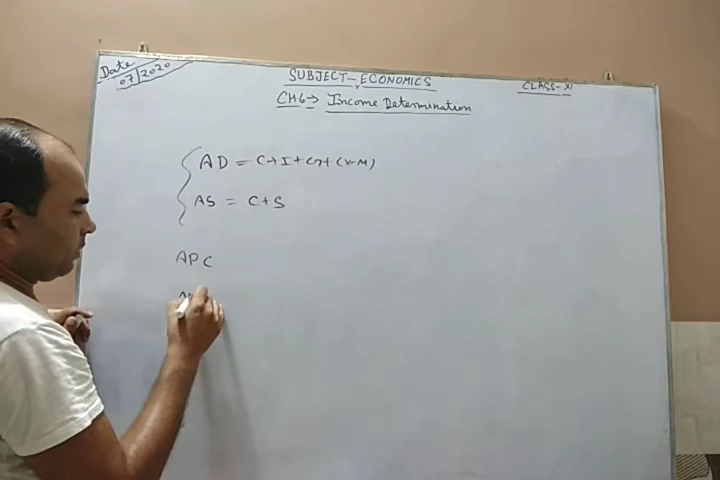 Date
07/2020
SUBJECT-ECONOMICS
CLASS-XI
CH6→ Income Determination
AD = C+I+G+(X-M)
AS = C+S
APC